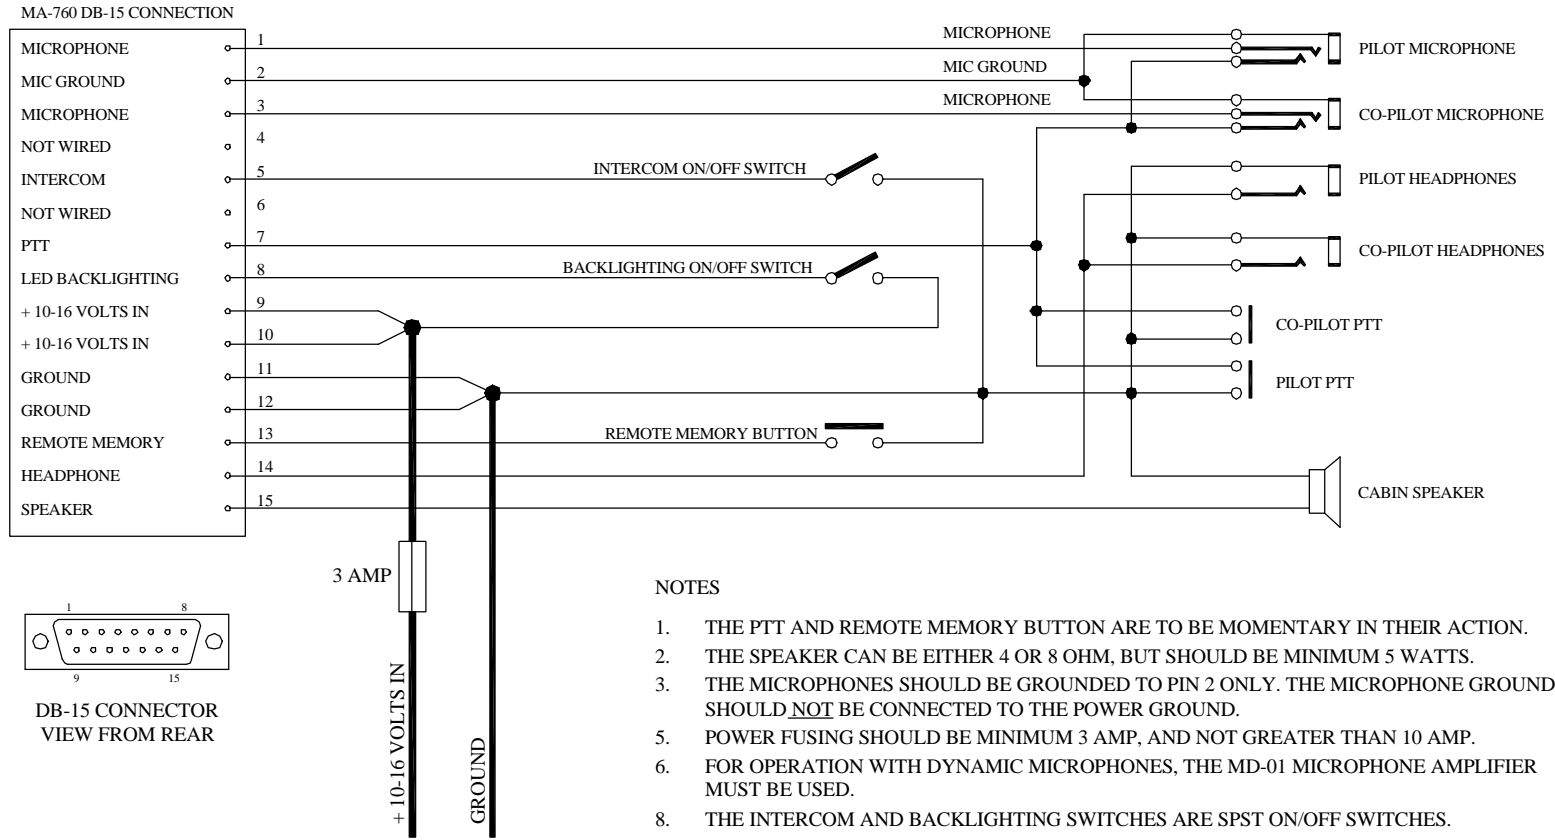 MA-760 DB-15 CONNECTION
MICROPHONE 1
MIC GROUND 2
MICROPHONE 3
NOT WIRED 4
INTERCOM 5
NOT WIRED 6
PTT 7
LED BACKLIGHTING 8
+ 10-16 VOLTS IN 9
+ 10-16 VOLTS IN 10
GROUND 11
GROUND 12
REMOTE MEMORY 13
HEADPHONE 14
SPEAKER 15
MICROPHONE
MIC GROUND
MICROPHONE
INTERCOM ON/OFF SWITCH
BACKLIGHTING ON/OFF SWITCH
REMOTE MEMORY BUTTON
PILOT MICROPHONE
CO-PILOT MICROPHONE
PILOT HEADPHONES
CO-PILOT HEADPHONES
CO-PILOT PTT
PILOT PTT
CABIN SPEAKER
3 AMP
+ 10-16 VOLTS IN
GROUND
1 8
9 15
DB-15 CONNECTOR
VIEW FROM REAR
NOTES
1. THE PTT AND REMOTE MEMORY BUTTON ARE TO BE MOMENTARY IN THEIR ACTION.
2. THE SPEAKER CAN BE EITHER 4 OR 8 OHM, BUT SHOULD BE MINIMUM 5 WATTS.
3. THE MICROPHONES SHOULD BE GROUNDED TO PIN 2 ONLY. THE MICROPHONE GROUND
SHOULD NOT BE CONNECTED TO THE POWER GROUND.
5. POWER FUSING SHOULD BE MINIMUM 3 AMP, AND NOT GREATER THAN 10 AMP.
6. FOR OPERATION WITH DYNAMIC MICROPHONES, THE MD-01 MICROPHONE AMPLIFIER
MUST BE USED.
8. THE INTERCOM AND BACKLIGHTING SWITCHES ARE SPST ON/OFF SWITCHES.